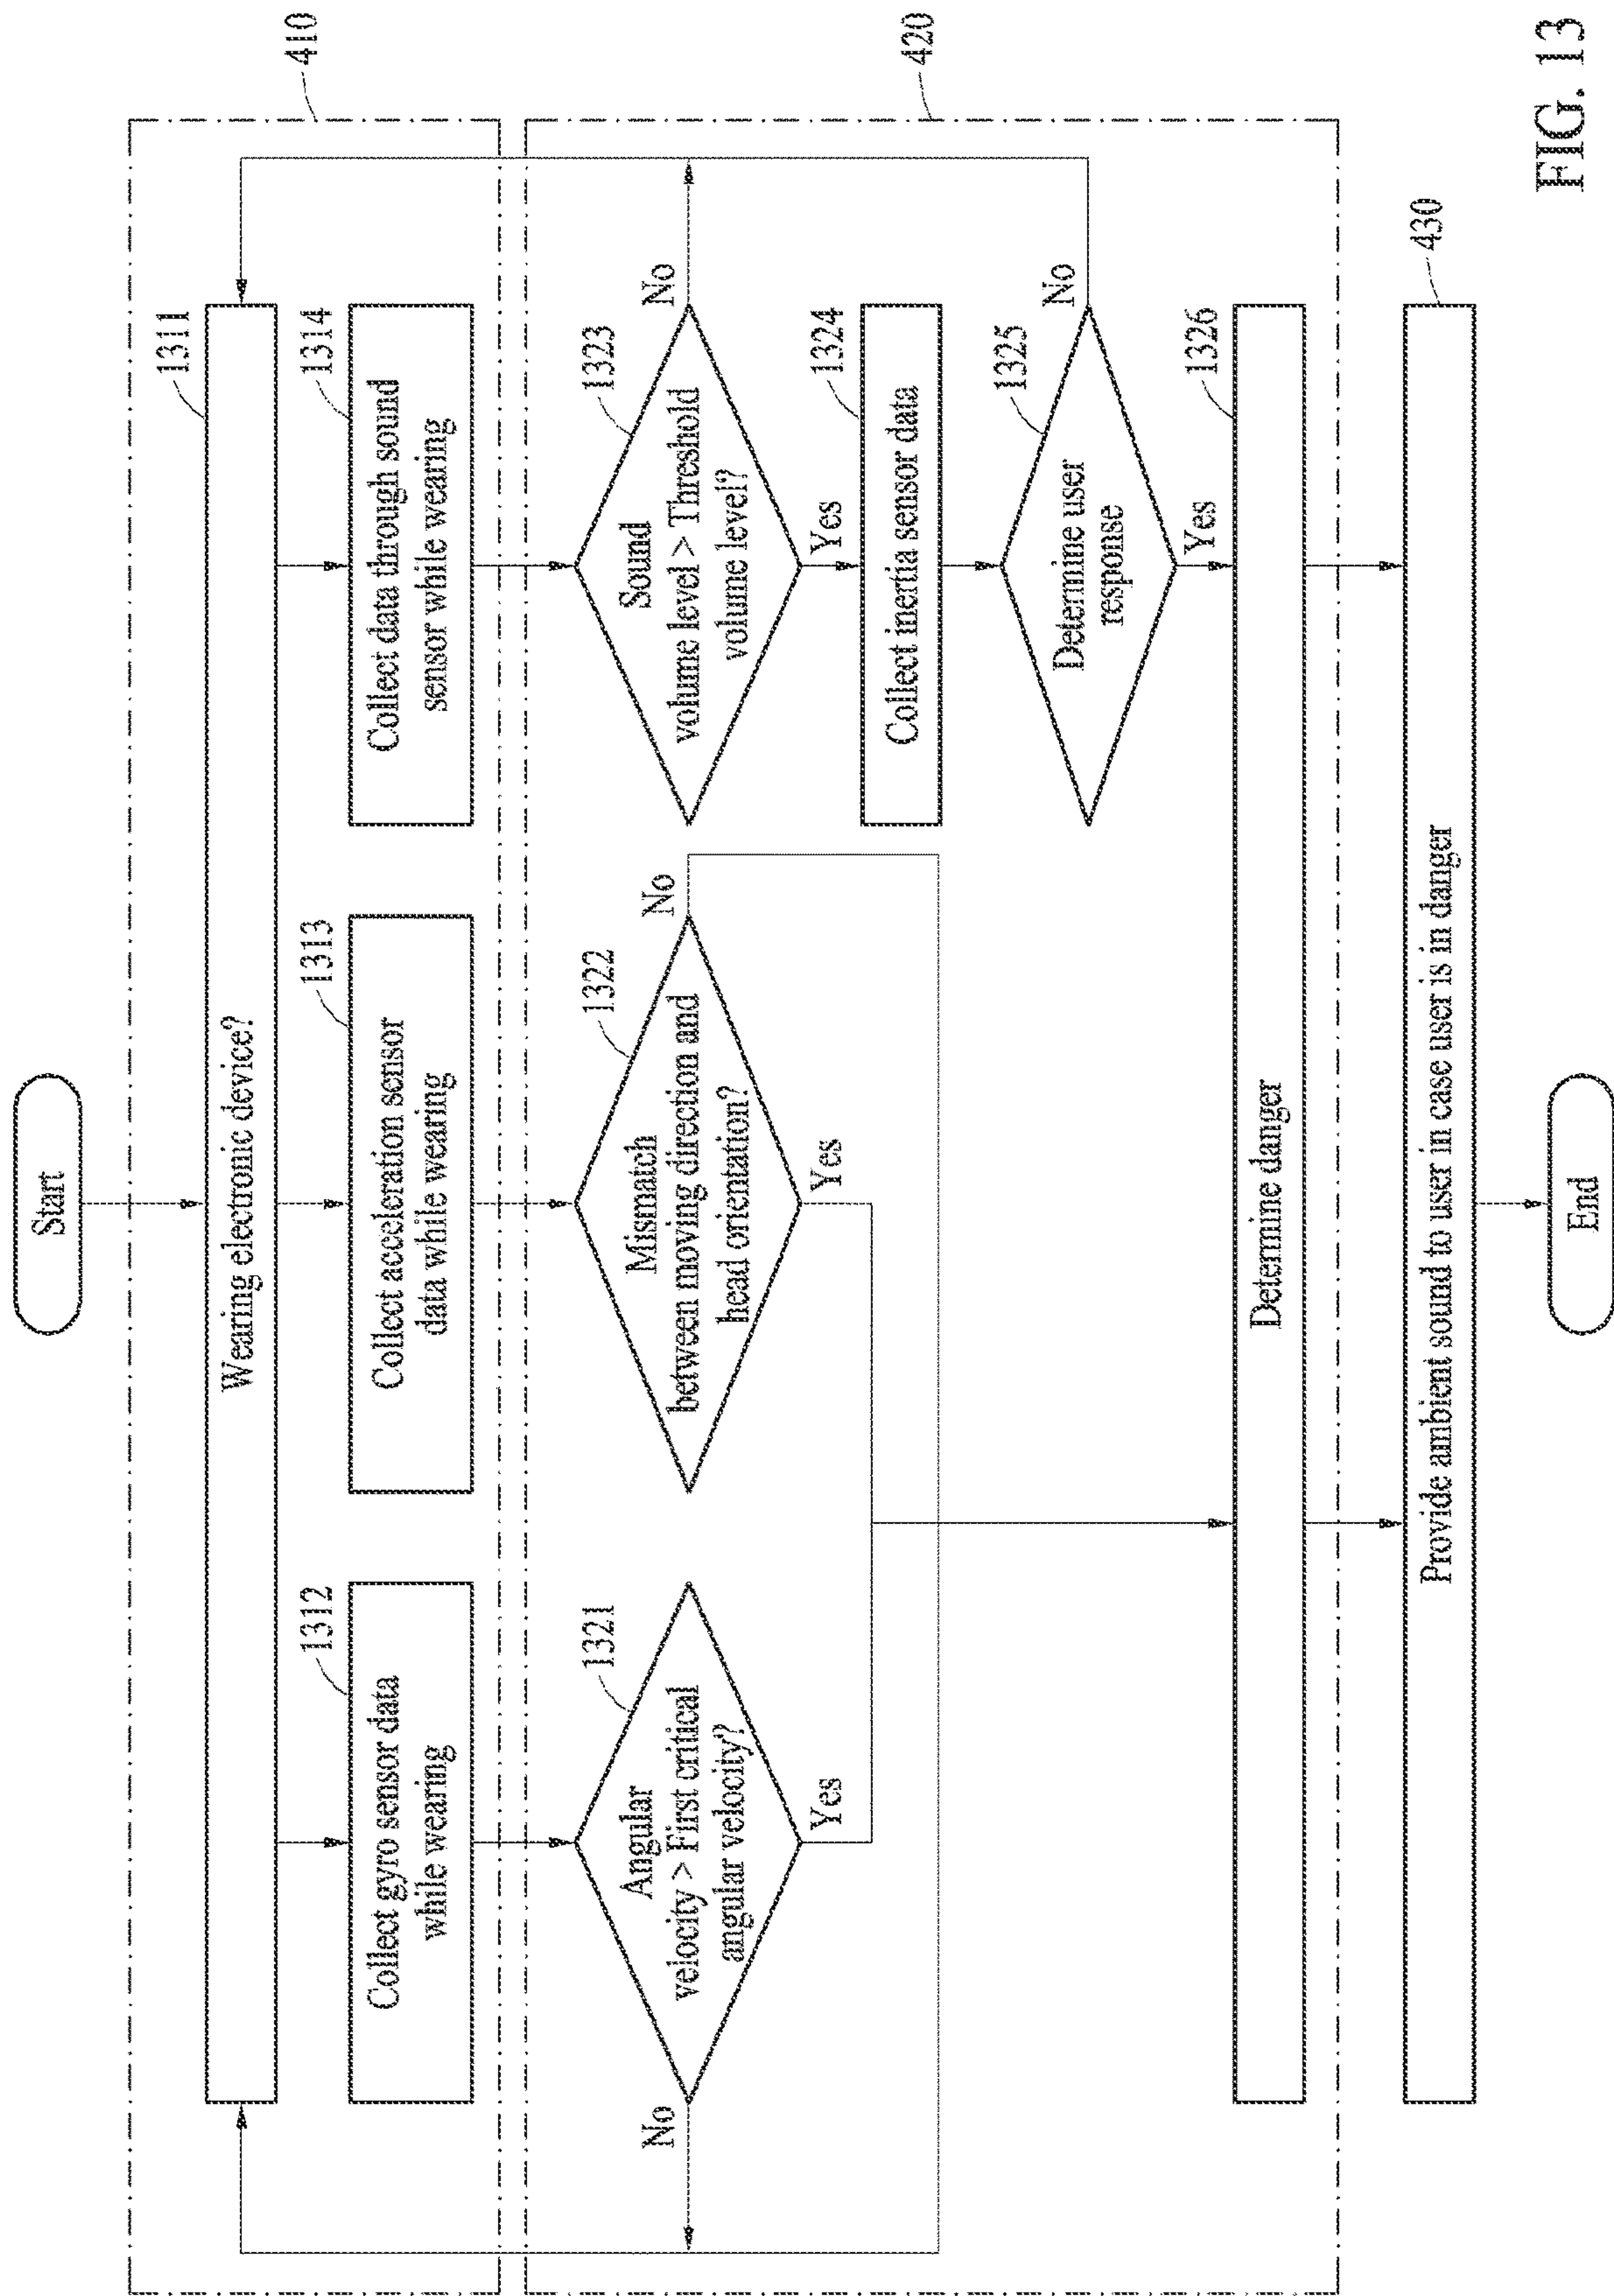 Start
410
1311
Wearing electronic device?
1312
Collect gyro sensor data
while wearing
1313
Collect acceleration sensor
data while wearing
1314
Collect data through sound
sensor while wearing
420
1321
Angular
velocity > First critical
angular velocity?
No
Yes
1322
Mismatch
between moving direction and
head orientation?
No
Yes
1323
Sound
volume level > Threshold
volume level?
No
Yes
1324
Collect inertia sensor data
1325
Determine user
response
No
Yes
1326
Determine danger
430
Provide ambient sound to user in case user is in danger
End
FIG. 13